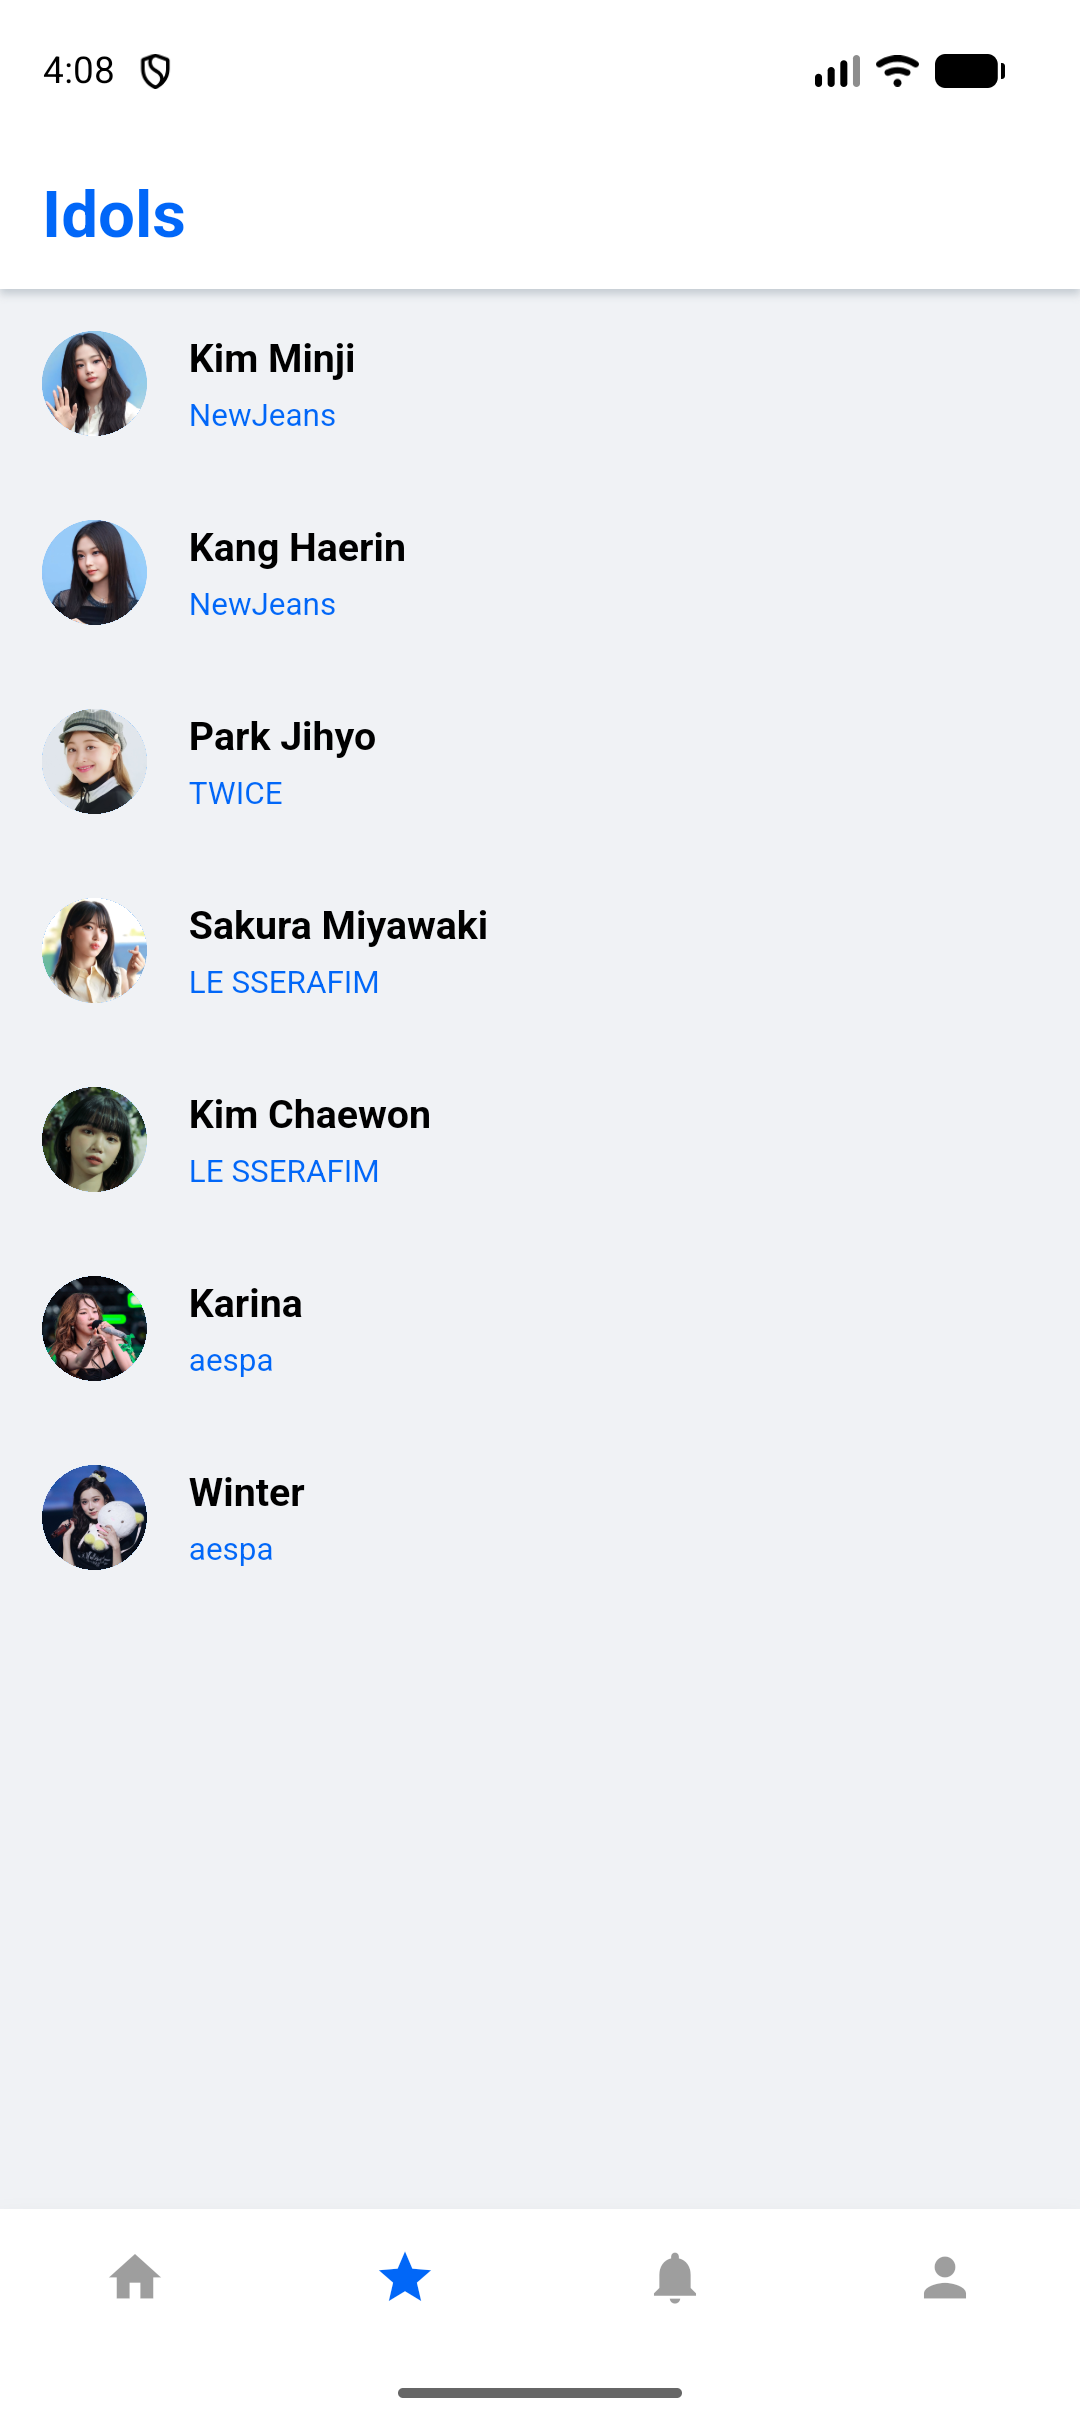 4:08
Idols
Kim Minji
NewJeans
Kang Haerin
NewJeans
Park Jihyo
TWICE
Sakura Miyawaki
LE SSERAFIM
Kim Chaewon
LE SSERAFIM
Karina
aespa
Winter
aespa